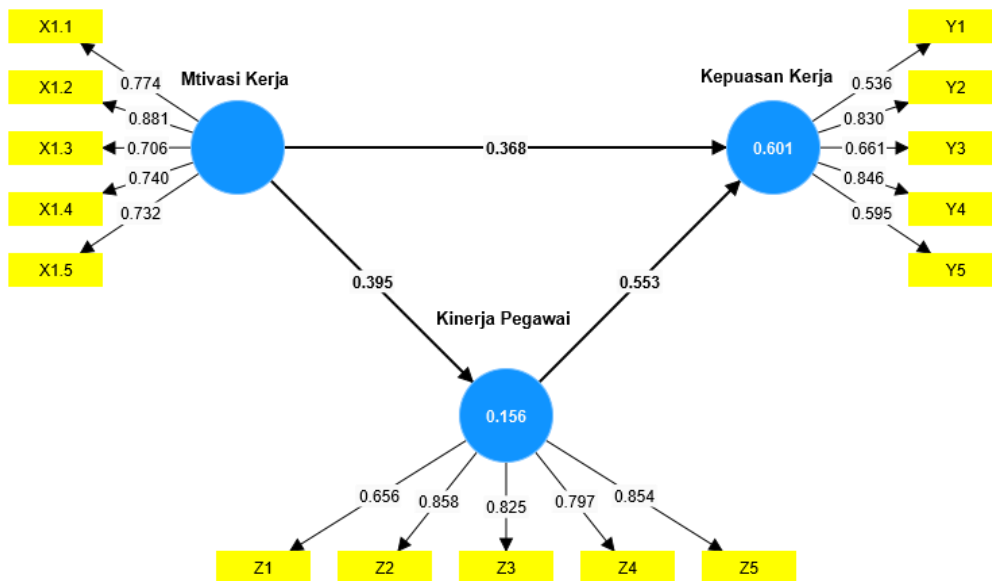 X1.1
X1.2
X1.3
X1.4
X1.5
0.774
0.881
0.706
0.740
0.732
Mtivasi Kerja
0.368
0.395
Kepuasan Kerja
0.601
0.536
0.830
0.661
0.846
0.595
Y1
Y2
Y3
Y4
Y5
0.553
Kinerja Pegawai
0.156
0.656
0.858
0.825
0.797
0.854
Z1
Z2
Z3
Z4
Z5